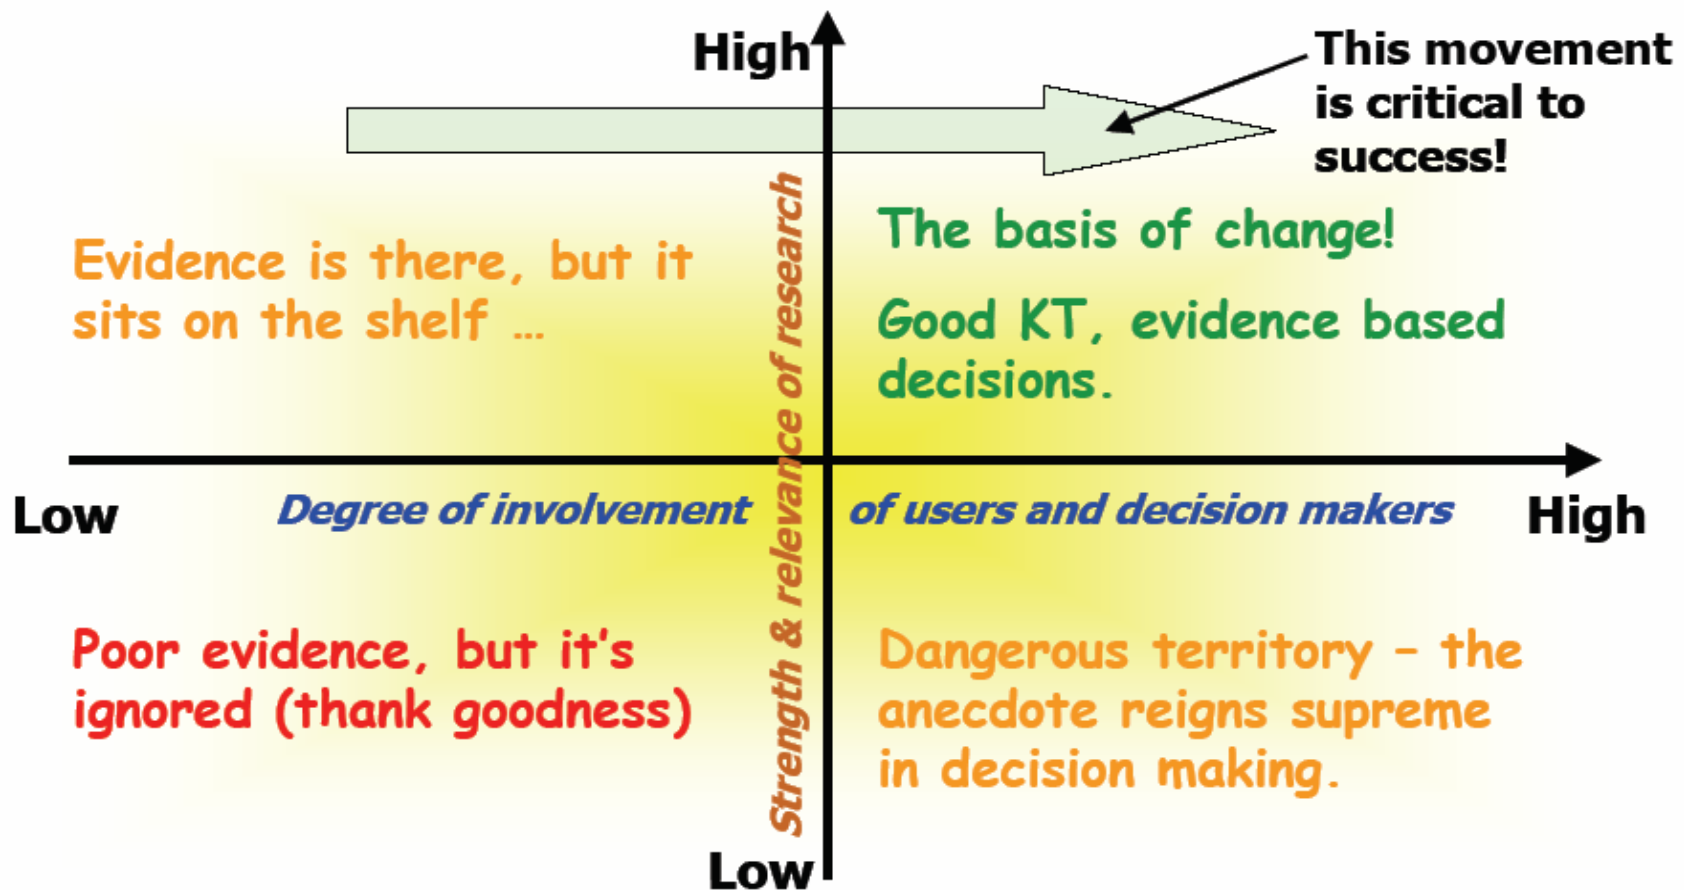 High
This movement
is critical to
success!
Evidence is there, but it
sits on the shelf ...
The basis of change!
Good KT, evidence based
decisions.
Strength & relevance of research
Low
Degree of involvement of users and decision makers
High
Poor evidence, but it's
ignored (thank goodness)
Dangerous territory – the
anecdote reigns supreme
in decision making.
Low